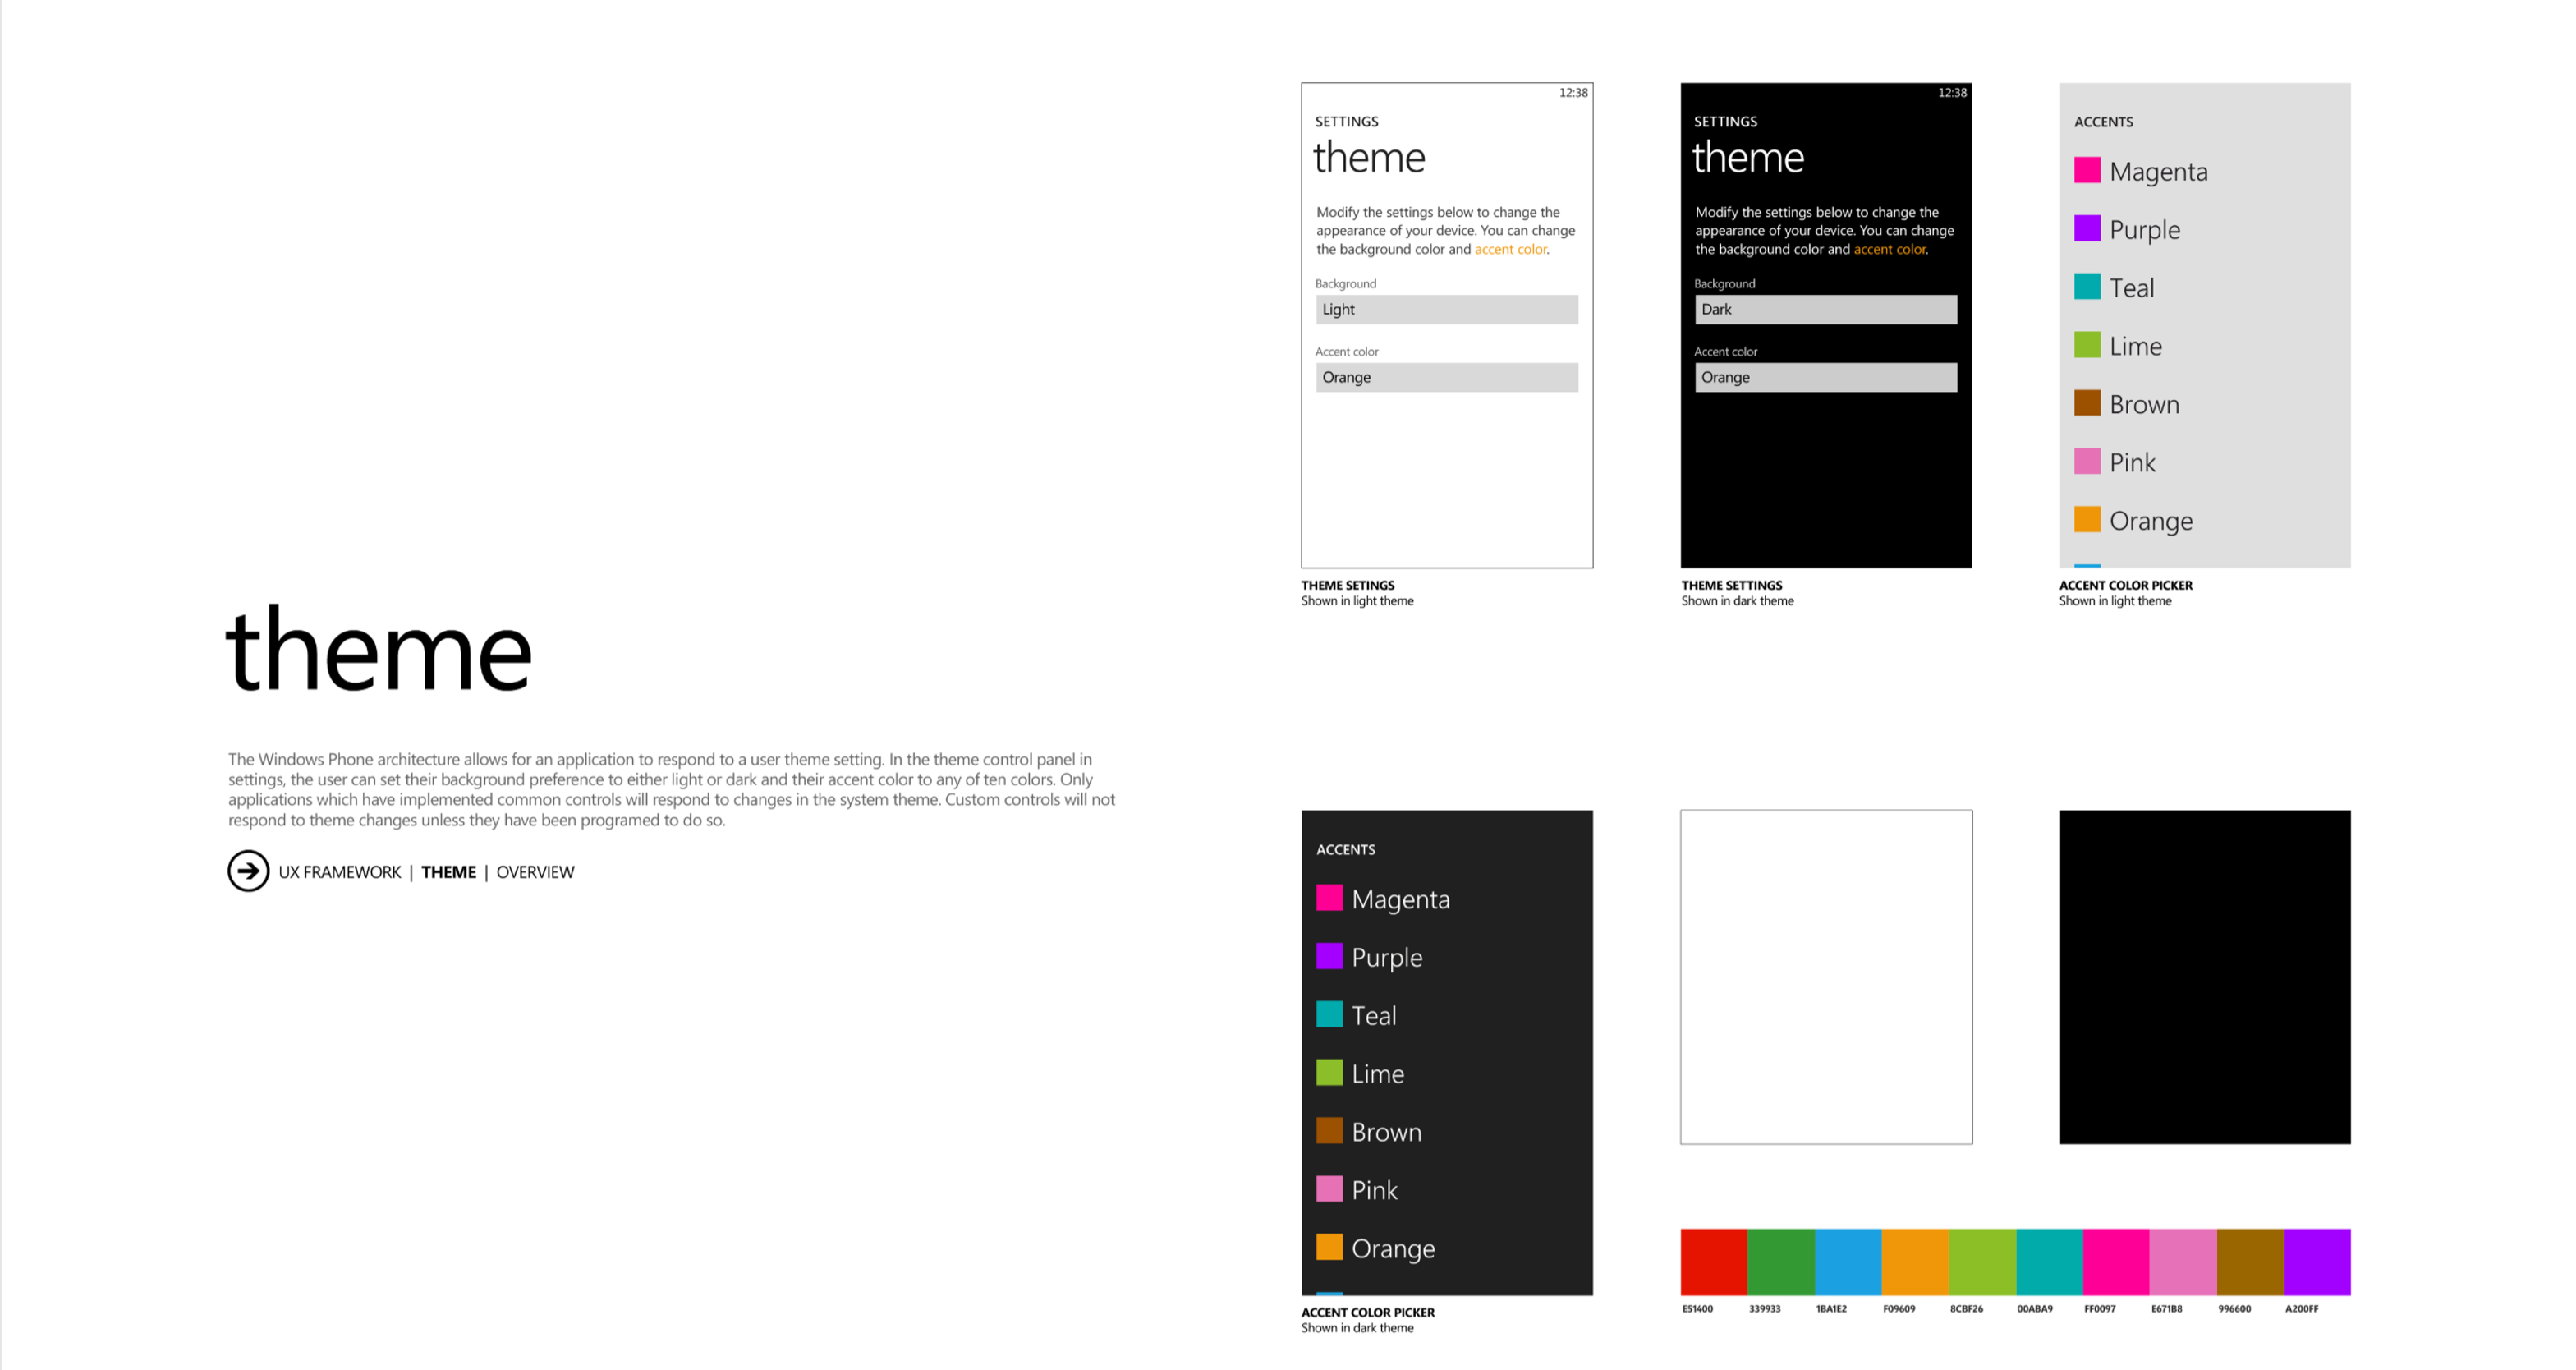 theme
The Windows Phone architecture allows for an application to respond to a user theme setting. In the theme control panel in
settings, the user can set their background preference to either light or dark and their accent color to any of ten colors. Only
applications which have implemented common controls will respond to changes in the system theme. Custom controls will not
respond to theme changes unless they have been programed to do so.
UX FRAMEWORK | THEME | OVERVIEW
12:38
SETTINGS
theme
Modify the settings below to change the
appearance of your device. You can change
the background color and accent color.
Background
Light
Accent color
Orange
THEME SETINGS
Shown in light theme
12:38
SETTINGS
theme
Modify the settings below to change the
appearance of your device. You can change
the background color and accent color.
Background
Dark
Accent color
Orange
THEME SETTINGS
Shown in dark theme
ACCENTS
Magenta
Purple
Teal
Lime
Brown
Pink
Orange
ACCENT COLOR PICKER
Shown in light theme
ACCENTS
Magenta
Purple
Teal
Lime
Brown
Pink
Orange
ACCENT COLOR PICKER
Shown in dark theme
E51400 339933 1BA1E2 F09609 8CBF26 00ABA9 FF0097 E671B8 996600 A200FF